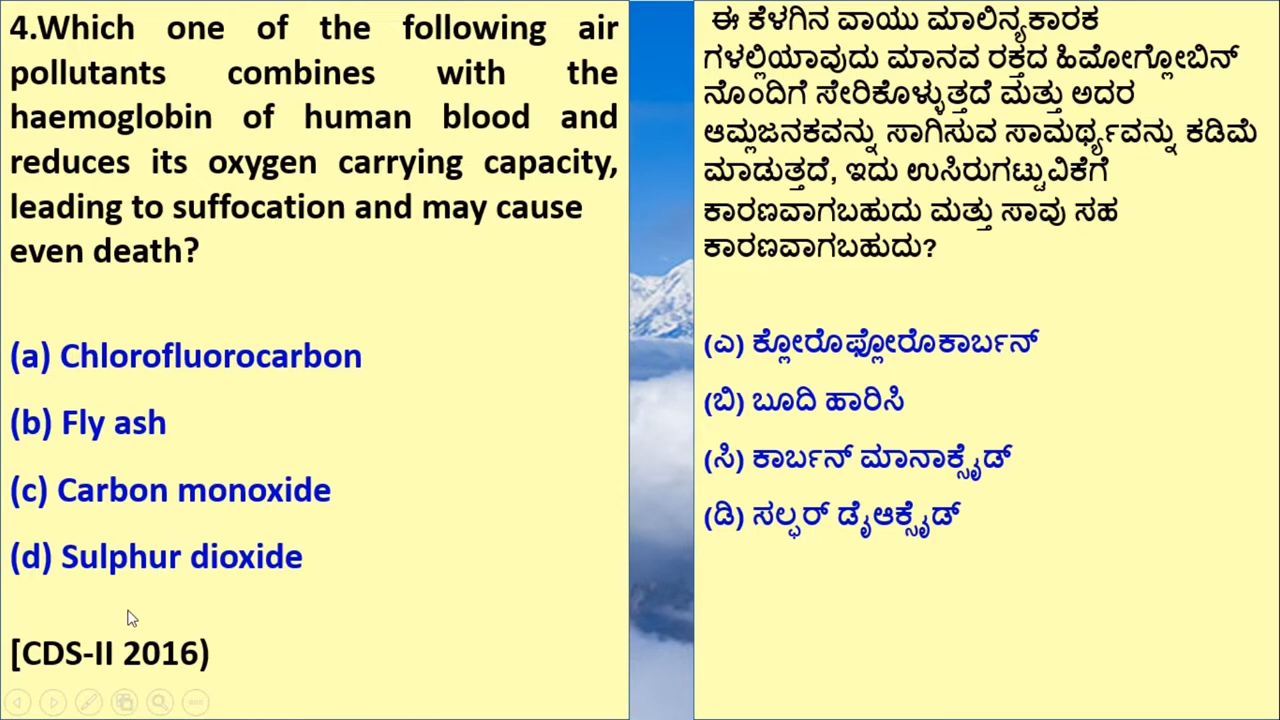 4.Which one of the following air
pollutants combines with the
haemoglobin of human blood and
reduces its oxygen carrying capacity,
leading to suffocation and may cause
even death?
(a) Chlorofluorocarbon
(b) Fly ash
(c) Carbon monoxide
(d) Sulphur dioxide
[CDS-II 2016)
ಈ ಕೆಳಗಿನ ವಾಯು ಮಾಲಿನ್ಯಕಾರಕ
ಗಳಲ್ಲಿಯಾವುದು ಮಾನವ ರಕ್ತದ ಹಿಮೋಗ್ಲೋಬಿನ್
ನೊಂದಿಗೆ ಸೇರಿಕೊಳ್ಳುತ್ತದೆ ಮತ್ತು ಅದರ
ಆಮ್ಲಜನಕವನ್ನು ಸಾಗಿಸುವ ಸಾಮರ್ಥ್ಯವನ್ನು ಕಡಿಮೆ
ಮಾಡುತ್ತದೆ, ಇದು ಉಸಿರುಗಟ್ಟುವಿಕೆಗೆ
ಕಾರಣವಾಗಬಹುದು ಮತ್ತು ಸಾವು ಸಹ
ಕಾರಣವಾಗಬಹುದು?
(ಎ) ಕ್ಲೋರೊಫ್ಲೋರೊಕಾರ್ಬನ್
(ಬಿ) ಬೂದಿ ಹಾರಿಸಿ
(ಸಿ) ಕಾರ್ಬನ್ ಮಾನಾಕ್ಸೈಡ್
(ಡಿ) ಸಲ್ಫರ್ ಡೈಆಕ್ಸೈಡ್